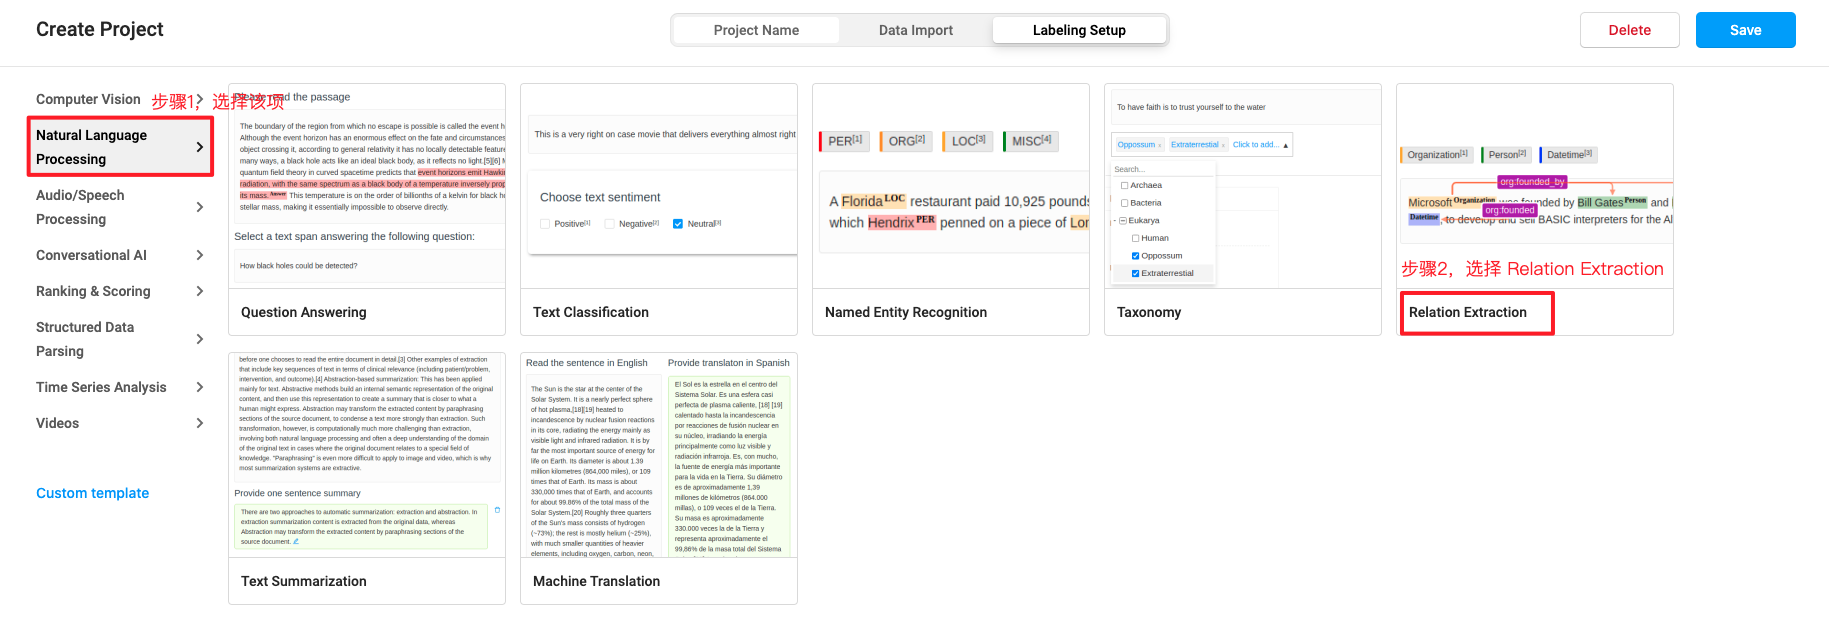 Create Project
Project Name
Data Import
Labeling Setup
Delete
Save
Computer Vision
步骤1，选择该项
Natural Language
Processing
Audio/Speech
Processing
Conversational AI
Ranking & Scoring
Structured Data
Parsing
Time Series Analysis
Videos
Custom template
read the passage
The boundary of the region from which no escape is possible is called the event h
Although the event horizon has an enormous effect on the fate and circumstances
object crossing it, according to general relativity it has no locally detectable feature
many ways, a black hole acts like an ideal black body, as it reflects no light.[5][6] M
quantum field theory in curved spacetime predicts that event horizons emit Hawkin
radiation, with the same spectrum as a black body of a temperature inversely prop
its mass. Answer This temperature is on the order of billionths of a kelvin for black ho
stellar mass, making it essentially impossible to observe directly.
Select a text span answering the following question:
How black holes could be detected?
Question Answering
This is a very right on case movie that delivers everything almost right
Choose text sentiment
Positive[1]
Negative[2]
Neutral[3]
Text Classification
PER[1]
ORG[2]
LOC[3]
MISC[4]
A Florida LOC restaurant paid 10,925 pounds
which Hendrix PER penned on a piece of Lon
Named Entity Recognition
To have faith is to trust yourself to the water
Oppossum x
Extraterrestial x
Click to add...
Search...
Archaea
Bacteria
Eukarya
Human
Oppossum
Extraterrestial
Taxonomy
Organization[1]
Person[2]
Datetime[3]
org:founded_by
Microsoft Organization was founded by Bill Gates Person and
org:founded
Datetime, to develop and sell BASIC interpreters for the Al
步骤2，选择 Relation Extraction
Relation Extraction
before one chooses to read the entire document in detail.[3] Other examples of extraction
that include key sequences of text in terms of clinical relevance (including patient/problem,
intervention, and outcome).[4] Abstraction-based summarization: This has been applied
mainly for text. Abstractive methods build an internal semantic representation of the original
content, and then use this representation to create a summary that is closer to what a
human might express. Abstraction may transform the extracted content by paraphrasing
sections of the source document, to condense a text more strongly than extraction. Such
transformation, however, is computationally much more challenging than extraction,
involving both natural language processing and often a deep understanding of the domain
of the original text in cases where the original document relates to a special field of
knowledge. "Paraphrasing" is even more difficult to apply to image and video, which is why
most summarization systems are extractive.
Provide one sentence summary
There are two approaches to automatic summarization: extraction and abstraction. In
extraction summarization content is extracted from the original data, whereas
Abstraction may transform the extracted content by paraphrasing sections of the
source document.
Text Summarization
Read the sentence in English
The Sun is the star at the center of the
Solar System. It is a nearly perfect sphere
of hot plasma,[18][19] heated to
incandescence by nuclear fusion reactions
in its core, radiating the energy mainly as
visible light and infrared radiation. It is by
far the most important source of energy for
life on Earth. Its diameter is about 1.39
million kilometres (864,000 miles), or 109
times that of Earth. Its mass is about
330,000 times that of Earth, and accounts
for about 99.86% of the total mass of the
Solar System.[20] Roughly three quarters
of the Sun's mass consists of hydrogen
(~73%); the rest is mostly helium (~25%),
with much smaller quantities of heavier
elements, including oxygen, carbon, neon,
Provide translaton in Spanish
El Sol es la estrella en el centro del
Sistema Solar. Es una esfera casi
perfecta de plasma caliente, [18] [19]
calentado hasta la incandescencia
por reacciones de fusión nuclear en
su núcleo, irradiando la energía
principalmente como luz visible y
radiación infrarroja. Es, con mucho,
la fuente de energía más importante
para la vida en la Tierra. Su diámetro
es de aproximadamente 1,39
millones de kilómetros (864.000
millas), o 109 veces el de la Tierra.
Su masa es aproximadamente
330.000 veces la de la Tierra y
representa aproximadamente el
99,86% de la masa total del Sistema
Machine Translation